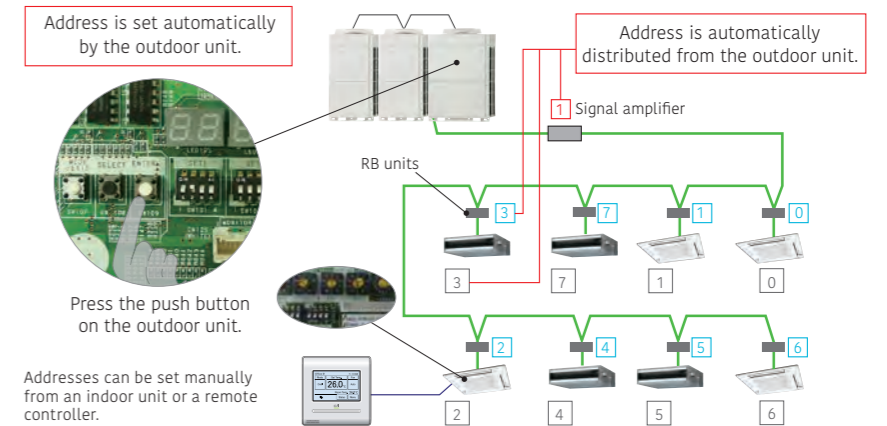 Address is set automatically
by the outdoor unit.
Address is automatically
distributed from the outdoor unit.
1 Signal amplifier
RB units
SELECT ENTER
3
7
1
0
3
7
1
0
Press the push button
on the outdoor unit.
2
4
5
6
Addresses can be set manually
from an indoor unit or a remote
controller.
26.0
2
4
5
6